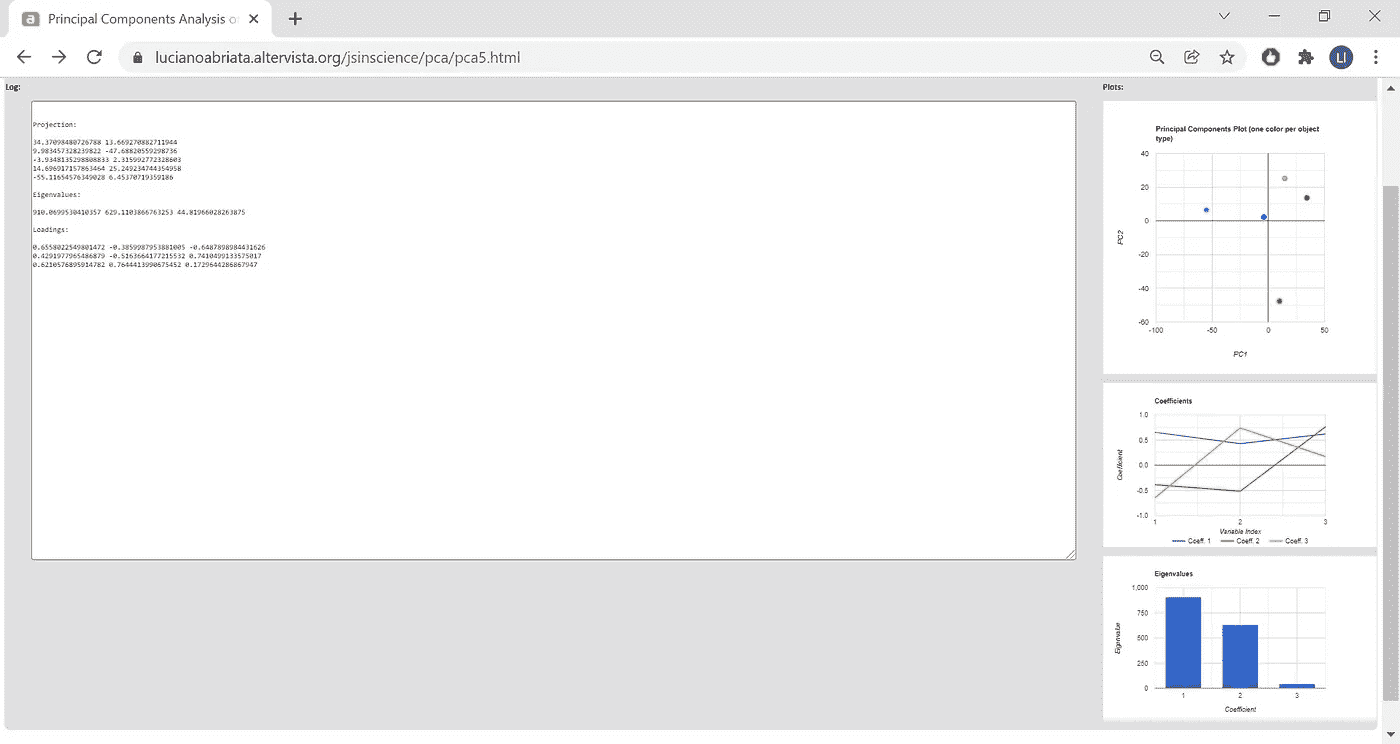 Principal Components Analysis o
lucianoabriata.altervista.org/jsinscience/pca/pca5.html
LI
Log:
Projection:
34.37098480726788 13.669270882711944
9.983457328239822 -47.68820559298736
-3.9348135298808833 2.315992772328603
14.696917157863464 25.249234744354958
-55.11654576349028 6.45370719359186
Eigenvalues:
910.0699530410357 629.1103866763253 44.81966028263875
Loadings:
0.6558022549801472 -0.3859987953881005 -0.6487898984431626
0.4291977965486879 -0.5163664177215532 0.7410499133575017
0.6210576895914782 0.7644413990675452 0.1729644286867947
Plots:
Principal Components Plot (one color per object
type)
40
20
0
-20
-40
-60
-100 -50 0 50
PC2
PC1
Coefficients
1.0
0.5
0.0
-0.5
-1.0
1 2 3
Coefficient
Variable Index
Coeff. 1 Coeff. 2 Coeff. 3
Eigenvalues
1,000
750
500
250
0
1 2 3
Eigenvalue
Coefficient